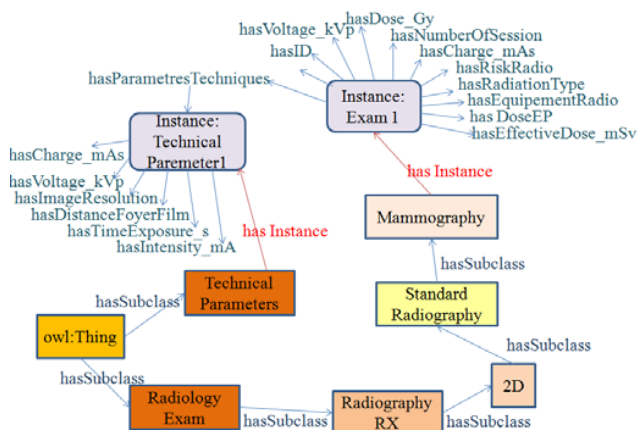 hasDose_Gy
hasVoltage_kVp
hasNumberOfSession
hasID
hasCharge_mAs
hasRiskRadio
hasParametresTechniques
hasRadiationType
Instance:
Exam 1
hasEquipementRadio
has DoseEP
hasEffectiveDose_mSv
Instance:
Technical
Paremeter1
hasCharge_mAs
hasVoltage_kVp
hasImageResolution
hasDistanceFoyerFilm
hasTimeExposure_s
hasIntensity_mA
has Instance
has Instance
Mammography
hasSubclass
Technical
Parameters
hasSubclass
Standard
Radiography
owl:Thing
hasSubclass
hasSubclass
2D
Radiology
Exam
hasSubclass
Radiography
RX
hasSubclass